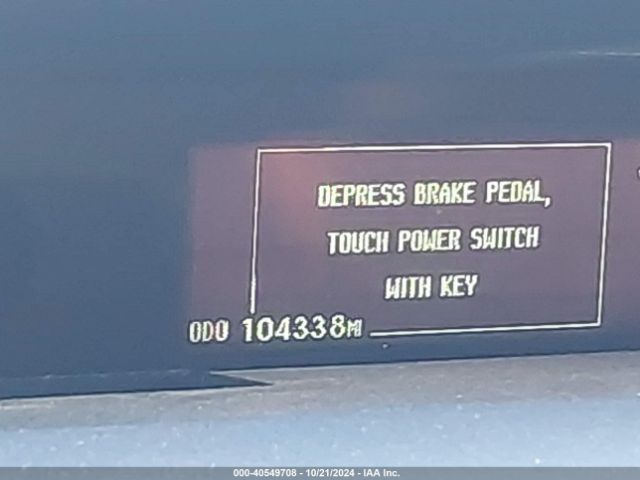 DEPRESS BRAKE PEDAL,
TOUCH POWER SWITCH
WITH KEY
ODO 104338MI
000-40549708 - 10/21/2024 - IAA Inc.